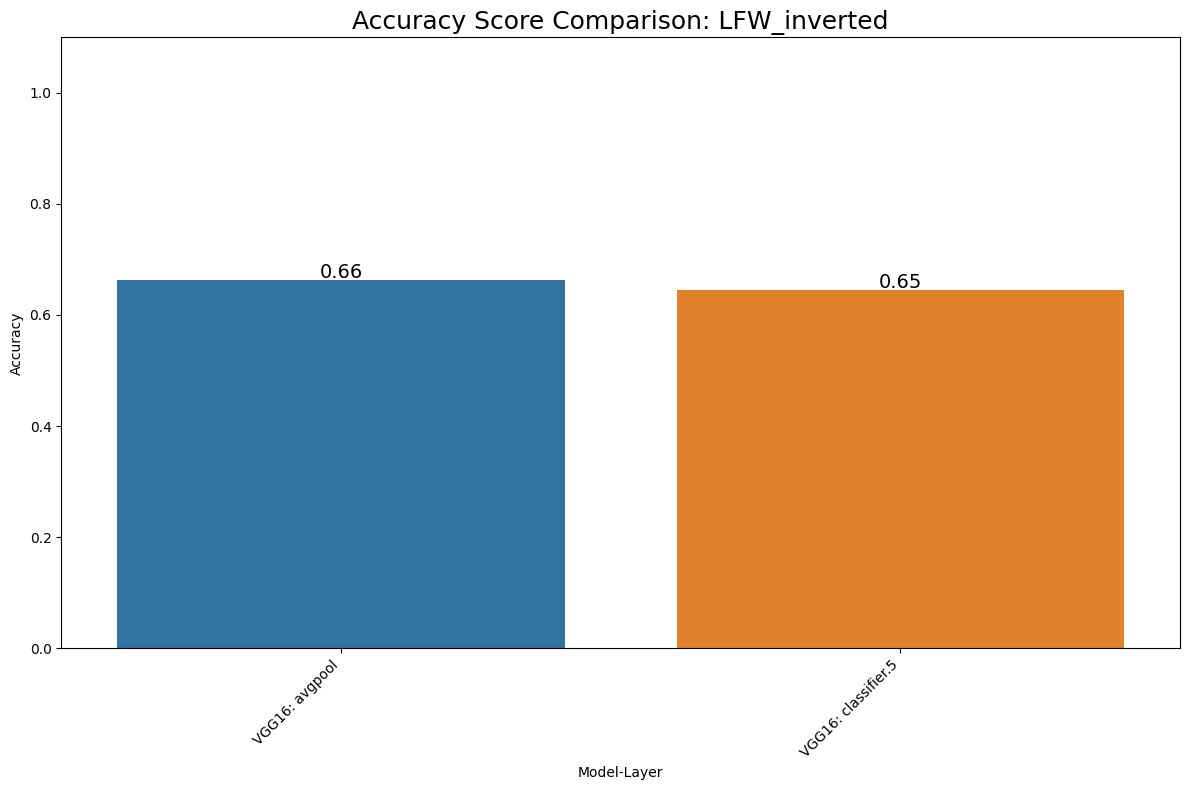 Accuracy Score Comparison: LFW_inverted
1.0
0.8
0.6
0.4
0.2
0.0
Accuracy
0.66
0.65
VGG16: avgpool
VGG16: classifier.5
Model-Layer